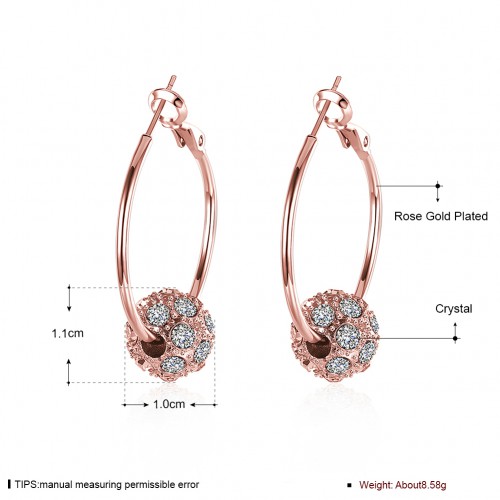 Rose Gold Plated
Crystal
1.1cm
1.0cm
TIPS:manual measuring permissible error
Weight: About8.58g